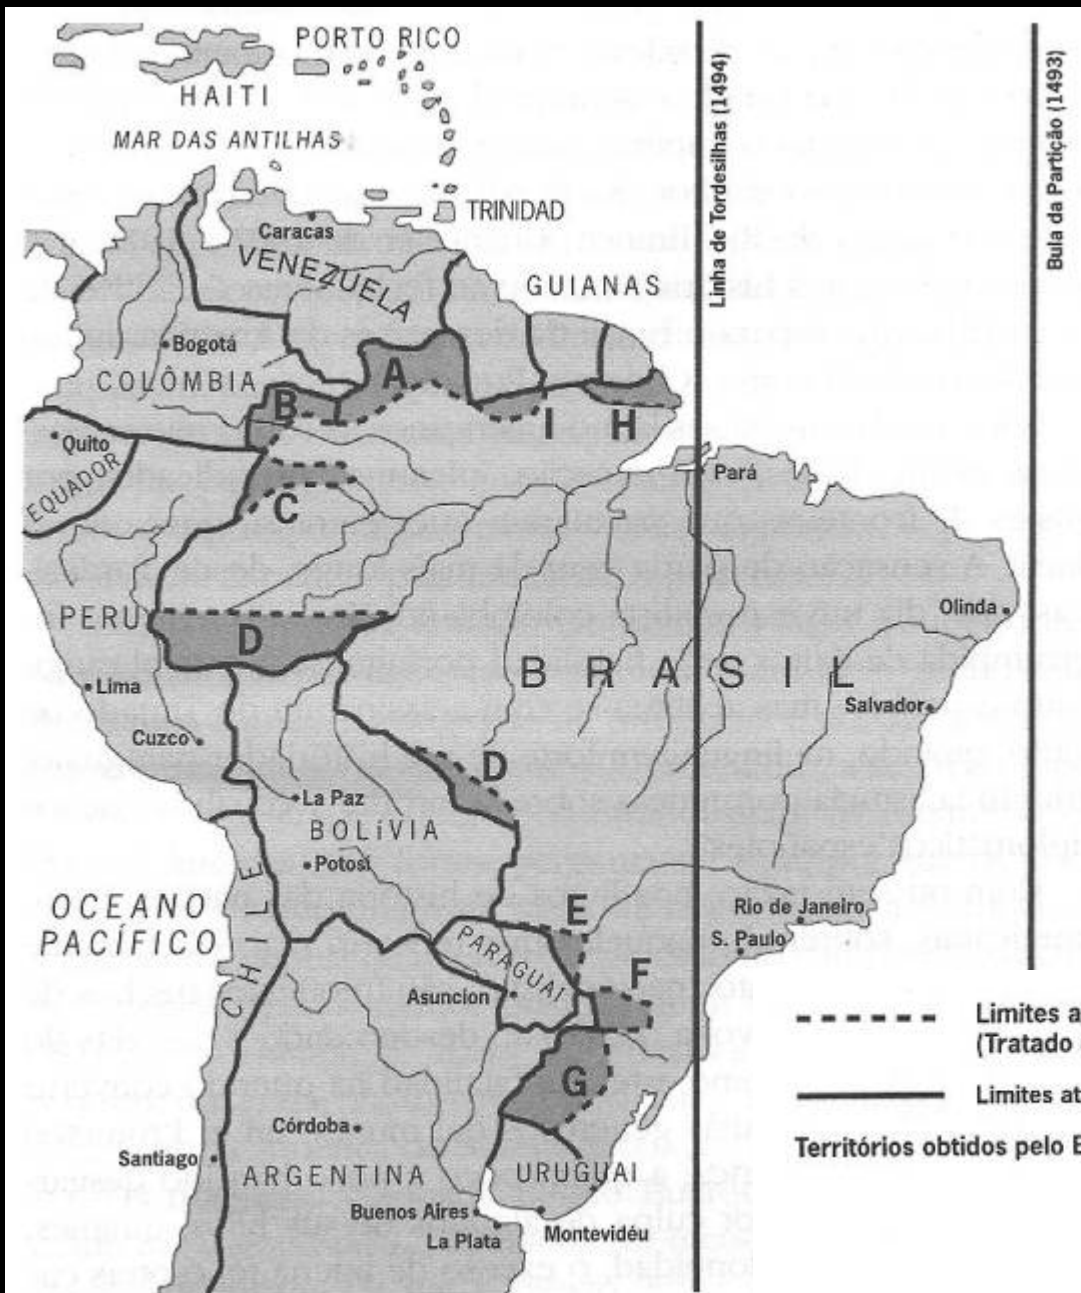 PORTO RICO
HAITI
MAR DAS ANTILHAS
TRINIDAD
Caracas
VENEZUELA
GUIANAS
Linha de Tordesilhas (1494)
Bula da Partição (1493)
Bogotá
COLÔMBIA
A
B
I
H
Quito
EQUADOR
C
Pará
PERU
D
Olinda
BRASIL
Lima
Salvador
Cuzco
D
La Paz
BOLÍVIA
Potosí
OCEANO
PACÍFICO
CHILE
E
Rio de Janeiro
S. Paulo
PARAGUAI
F
Asuncíon
Limites a
(Tratado
G
Limites at
Córdoba
Territórios obtidos pelo
Santiago
ARGENTINA
URUGUAI
Buenos Aires
Montevidéu
La Plata